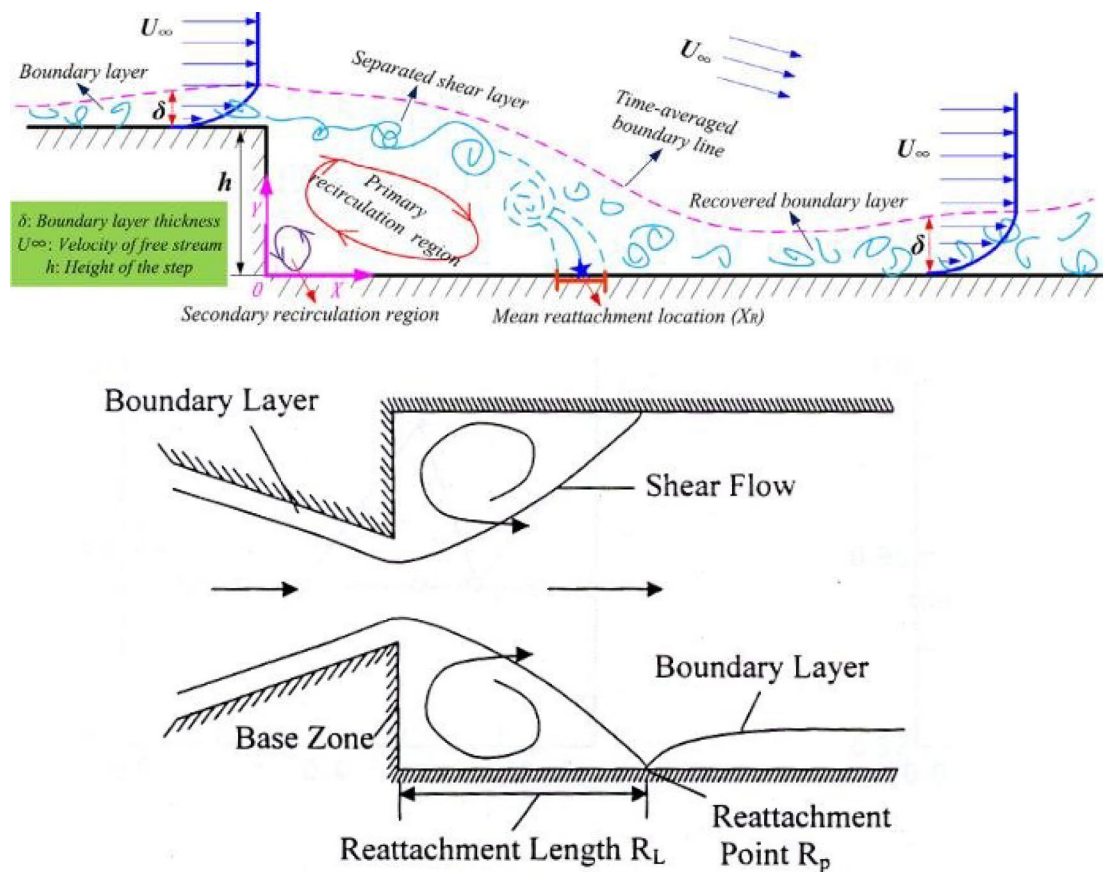 U∞
U∞
Boundary layer
Separated shear layer
Time-averaged
boundary line
δ
U∞
h
Primary
recirculation region
Recovered boundary layer
δ: Boundary layer thickness
U∞: Velocity of free stream
h: Height of the step
Y
δ
O
X
Secondary recirculation region
Mean reattachment location (XR)
Boundary Layer
Shear Flow
Boundary Layer
Base Zone
Reattachment Length RL
Reattachment
Point Rp